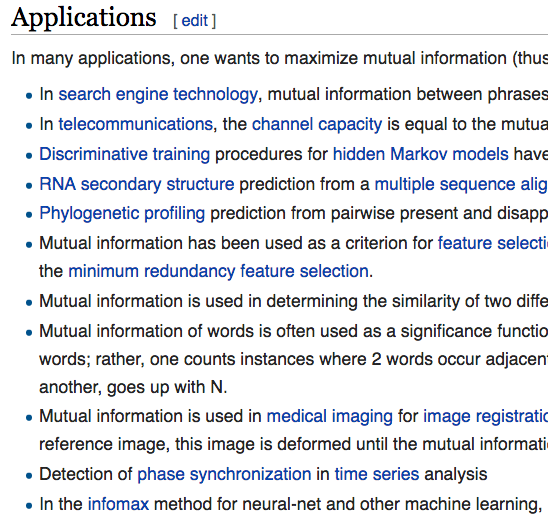 Applications [ edit ]
In many applications, one wants to maximize mutual information (thus
• In search engine technology, mutual information between phrases
• In telecommunications, the channel capacity is equal to the mutua
• Discriminative training procedures for hidden Markov models have
• RNA secondary structure prediction from a multiple sequence alig
• Phylogenetic profiling prediction from pairwise present and disapp
• Mutual information has been used as a criterion for feature selecti
the minimum redundancy feature selection.
• Mutual information is used in determining the similarity of two diffe
• Mutual information of words is often used as a significance functio
words; rather, one counts instances where 2 words occur adjacent
another, goes up with N.
• Mutual information is used in medical imaging for image registratio
reference image, this image is deformed until the mutual informati
• Detection of phase synchronization in time series analysis
• In the infomax method for neural-net and other machine learning,